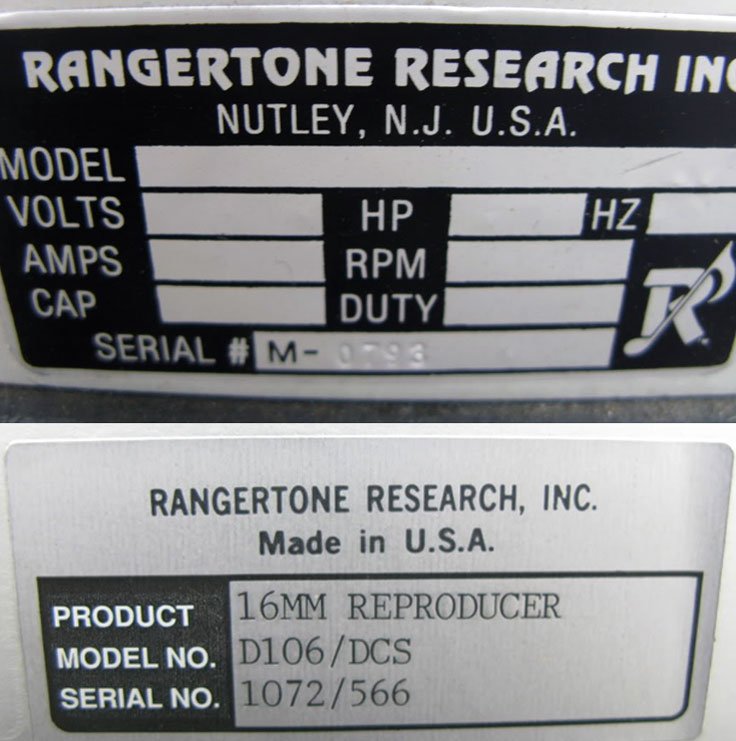 RANGERTONE RESEARCH INC
NUTLEY, N.J. U.S.A.
MODEL
VOLTS HP HZ
AMPS RPM
CAP DUTY
SERIAL # M- 0793
R
RANGERTONE RESEARCH, INC.
Made in U.S.A.
PRODUCT 16MM REPRODUCER
MODEL NO. D106/DCS
SERIAL NO. 1072/566